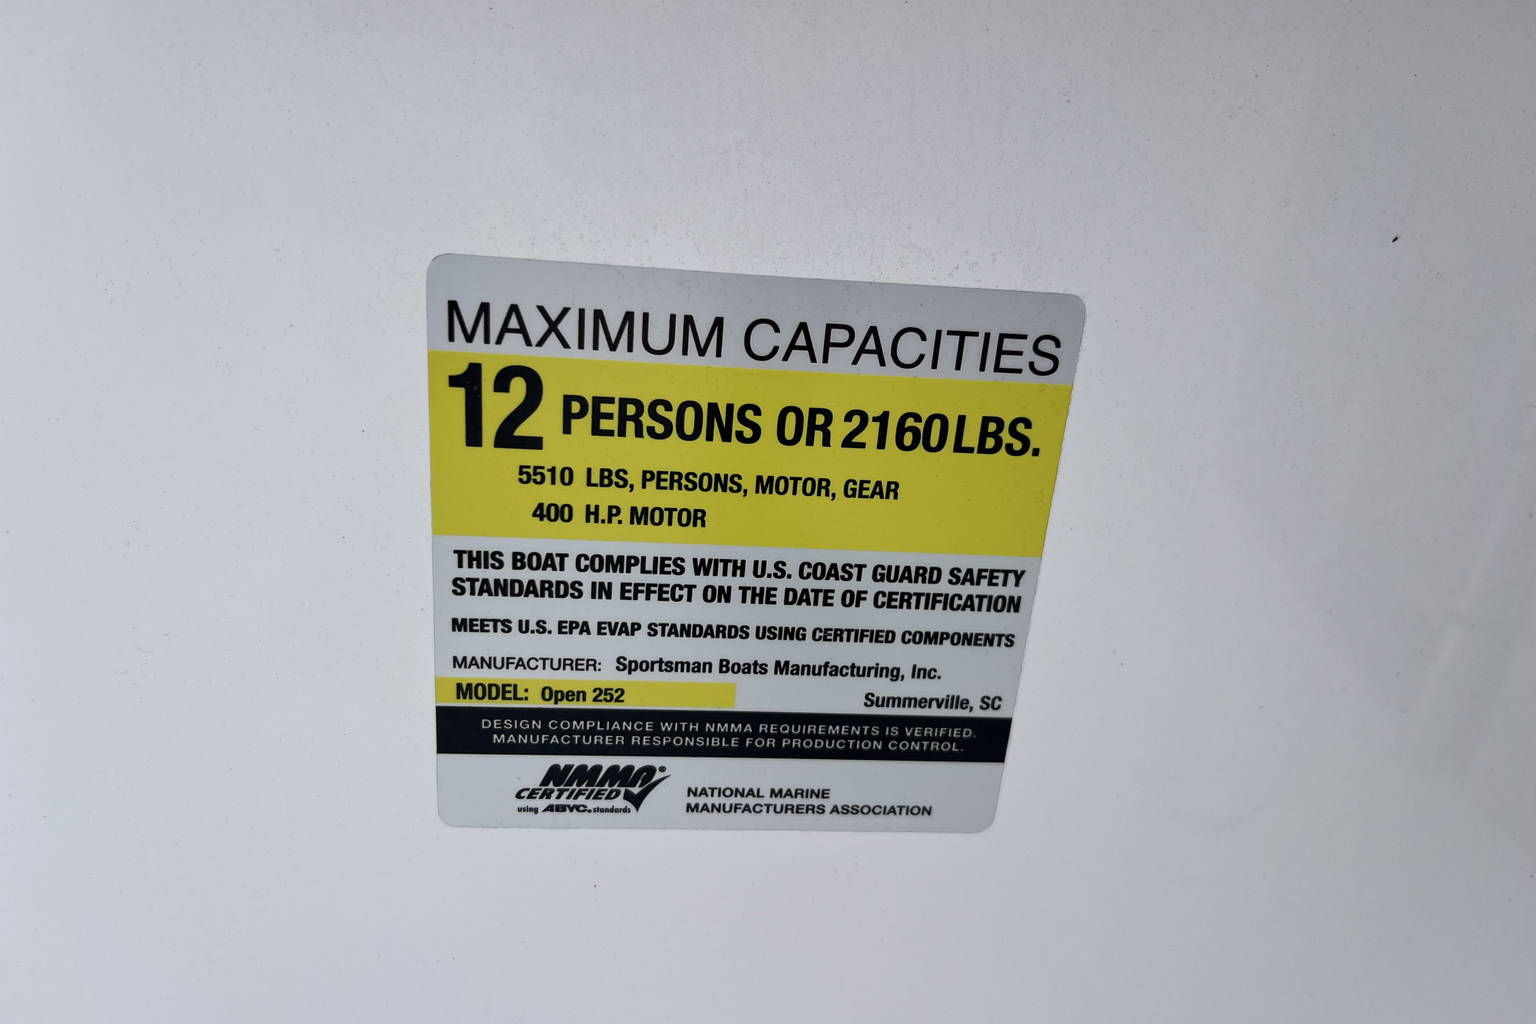 MAXIMUM CAPACITIES
12 PERSONS OR 2160 LBS.
5510 LBS, PERSONS, MOTOR, GEAR
400 H.P. MOTOR
THIS BOAT COMPLIES WITH U.S. COAST GUARD SAFETY
STANDARDS IN EFFECT ON THE DATE OF CERTIFICATION
MEETS U.S. EPA EVAP STANDARDS USING CERTIFIED COMPONENTS
MANUFACTURER: Sportsman Boats Manufacturing, Inc.
MODEL: Open 252 Summerville, SC
DESIGN COMPLIANCE WITH NMMA REQUIREMENTS IS VERIFIED.
MANUFACTURER RESPONSIBLE FOR PRODUCTION CONTROL.
NMMA®
CERTIFIED
using ABYC® standards
NATIONAL MARINE
MANUFACTURERS ASSOCIATION